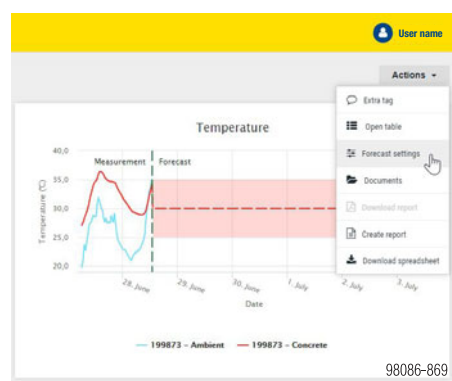 User name
Actions
Extra tag
Open table
Forecast settings
Documents
Download report
Create report
Download spreadsheet
Temperature
Measurement
Forecast
Temperature (°C)
40,0
35,0
30,0
25,0
20,0
28. June
29. June
30. June
1. July
2. July
3. July
Date
199873 – Ambient
199873 – Concrete
98086-869